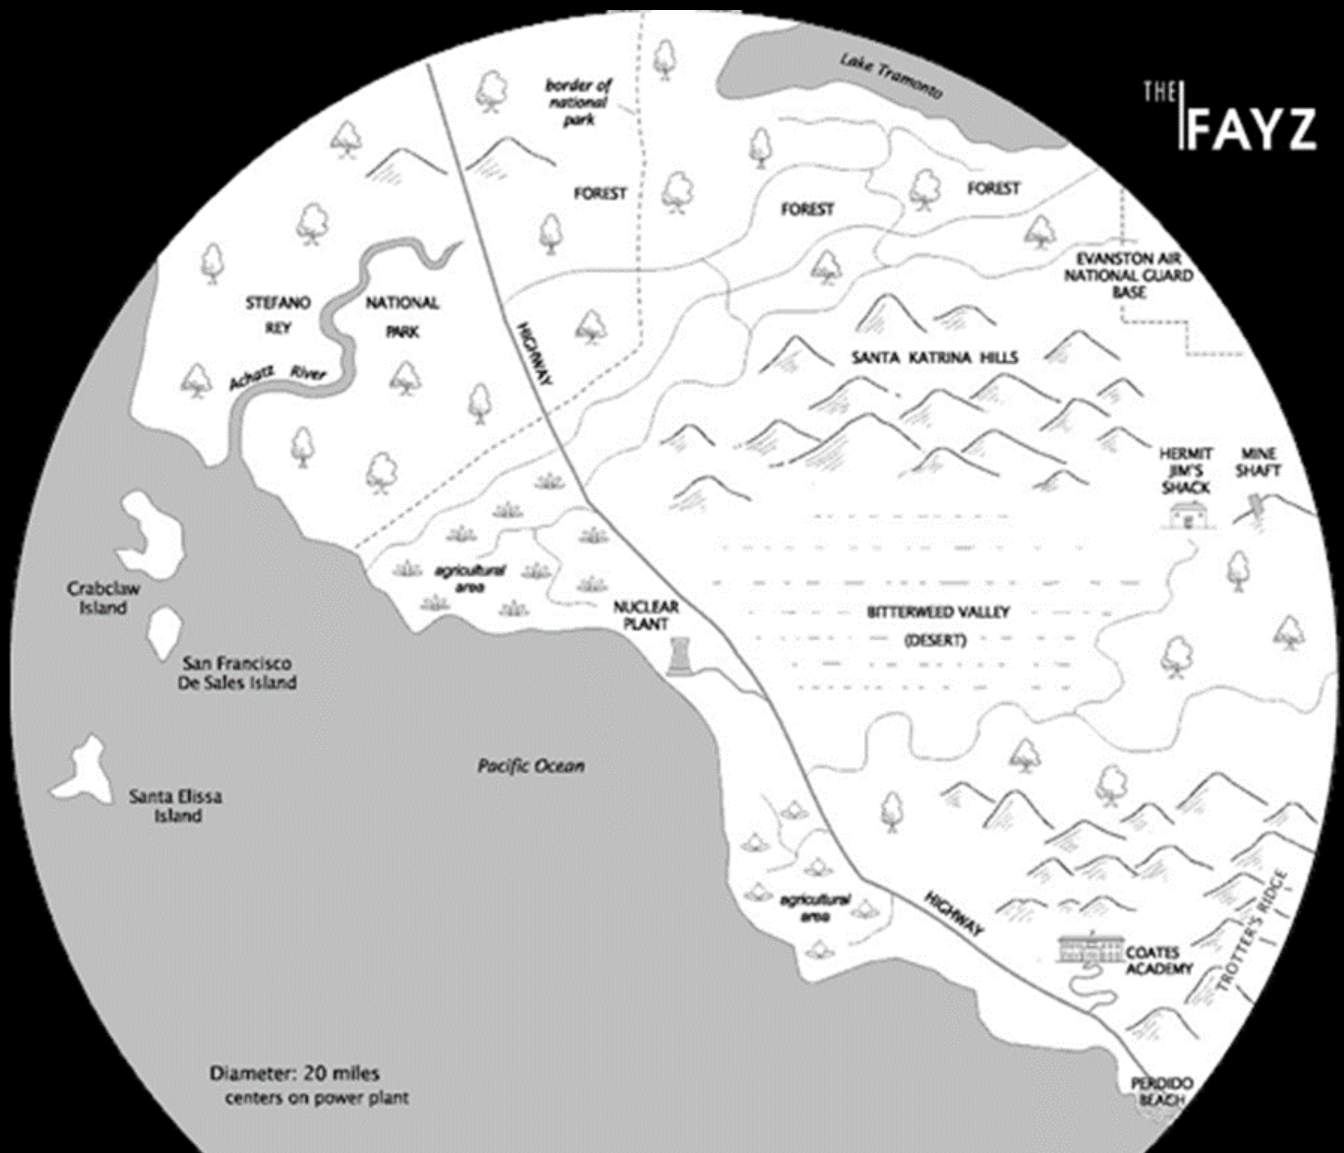 THE
FAYZ
Lake Tramonto
border of
national
park
FOREST
FOREST
FOREST
EVANSTON AIR
NATIONAL GUARD
BASE
STEFANO
REY
NATIONAL
PARK
Achatz River
HIGHWAY
SANTA KATRINA HILLS
HERMIT
JIM'S
SHACK
MINE
SHAFT
Crabclaw
Island
agricultural
area
NUCLEAR
PLANT
BITTERWEED VALLEY
(DESERT)
San Francisco
De Sales Island
Pacific Ocean
Santa Elissa
Island
agricultural
area
HIGHWAY
COATES
ACADEMY
TROTTER'S RIDGE
Diameter: 20 miles
centers on power plant
PERDIDO
BEACH